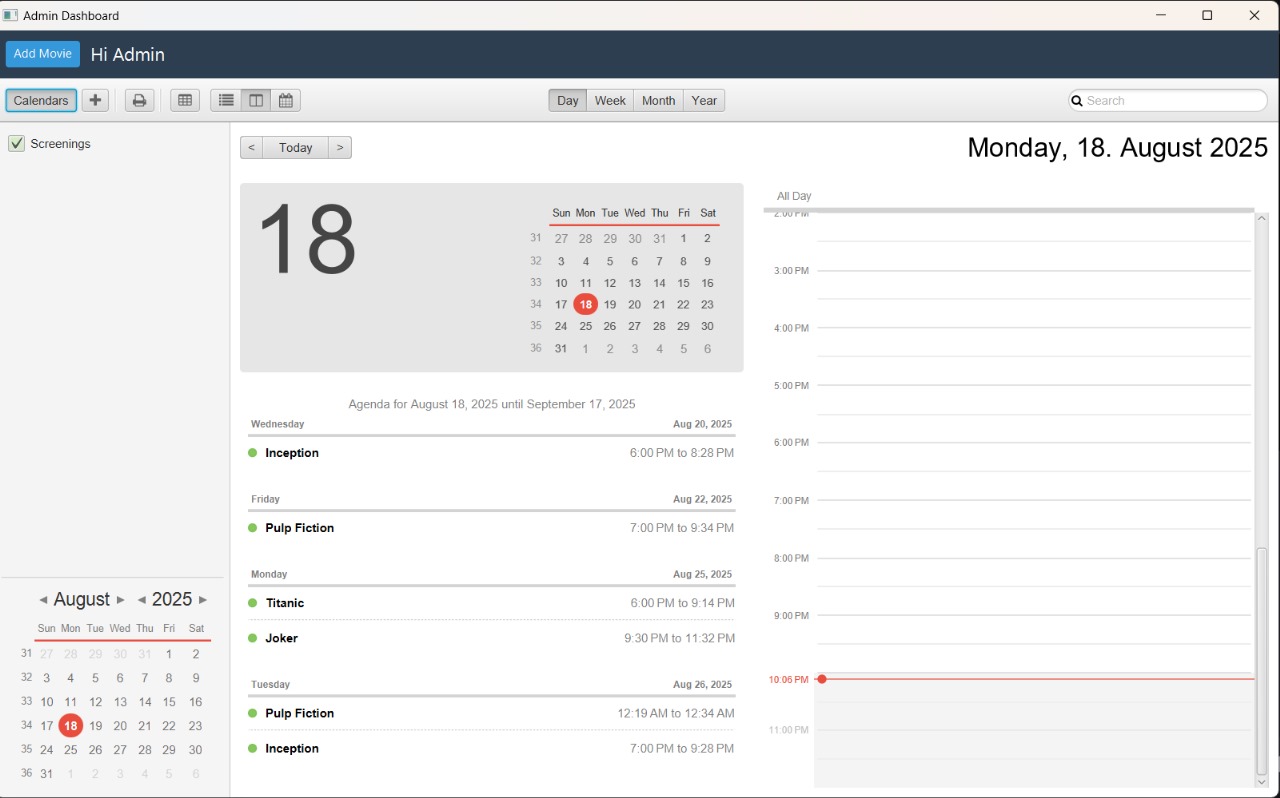 Admin Dashboard
Add Movie Hi Admin
Calendars Day Week Month Year Search
Screenings
< Today > Monday, 18. August 2025
18
Sun Mon Tue Wed Thu Fri Sat
31 27 28 29 30 31 1 2
32 3 4 5 6 7 8 9
33 10 11 12 13 14 15 16
34 17 18 19 20 21 22 23
35 24 25 26 27 28 29 30
36 31 1 2 3 4 5 6
Agenda for August 18, 2025 until September 17, 2025
Wednesday Aug 20, 2025
Inception 6:00 PM to 8:28 PM
Friday Aug 22, 2025
Pulp Fiction 7:00 PM to 9:34 PM
Monday Aug 25, 2025
Titanic 6:00 PM to 9:14 PM
Joker 9:30 PM to 11:32 PM
Tuesday Aug 26, 2025
Pulp Fiction 12:19 AM to 12:34 AM
Inception 7:00 PM to 9:28 PM
All Day
2:00 PM
3:00 PM
4:00 PM
5:00 PM
6:00 PM
7:00 PM
8:00 PM
9:00 PM
10:06 PM
11:00 PM
August 2025
Sun Mon Tue Wed Thu Fri Sat
31 27 28 29 30 31 1 2
32 3 4 5 6 7 8 9
33 10 11 12 13 14 15 16
34 17 18 19 20 21 22 23
35 24 25 26 27 28 29 30
36 31 1 2 3 4 5 6